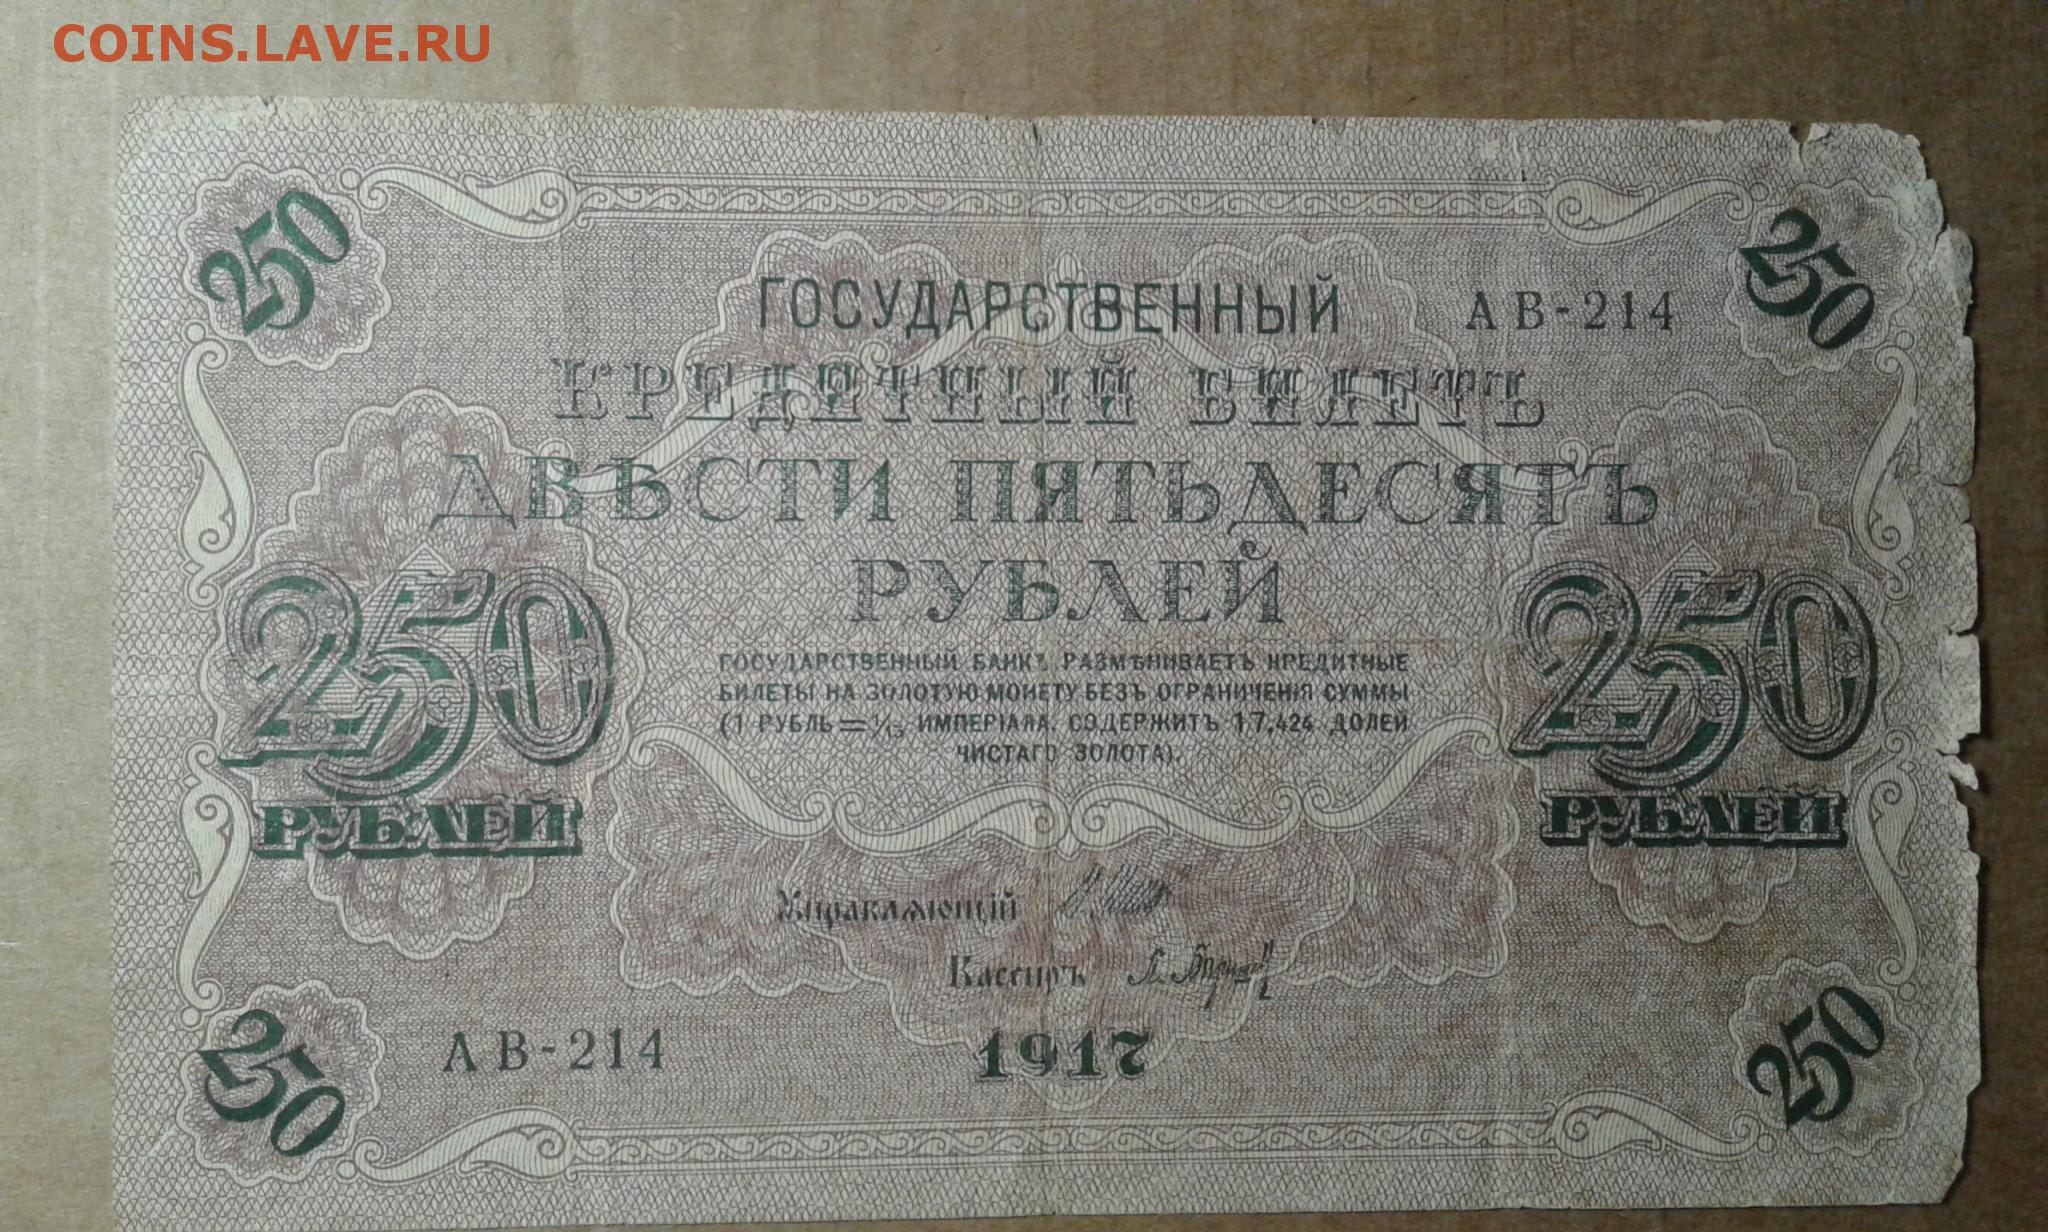 COINS.LAVE.RU
250 250
ГОСУДАРСТВЕННЫЙ АВ-214
КРЕДИТНЫЙ БИЛЕТЪ
ДВѢСТИ ПЯТЬДЕСЯТЪ
РУБЛЕЙ
250 РУБЛЕЙ
250 РУБЛЕЙ
ГОСУДАРСТВЕННЫЙ БАНКЪ РАЗМѢНИВАЕТЪ КРЕДИТНЫЕ
БИЛЕТЫ НА ЗОЛОТУЮ МОНЕТУ БЕЗЪ ОГРАНИЧЕНІЯ СУММЫ
(1 РУБЛЬ = 1/15 ИМПЕРІАЛА, СОДЕРЖИТЪ 17,424 ДОЛЕЙ
ЧИСТАГО ЗОЛОТА).
Управляющій
Кассиръ
АВ-214 1917
250 250